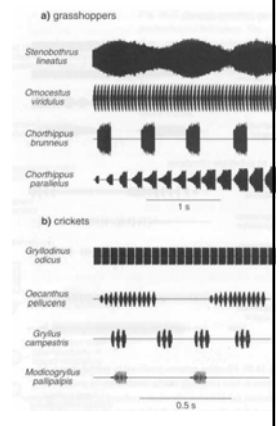 a) grasshoppers
Stenobothrus
lineatus
Omocestus
viridulus
Chorthippus
brunneus
Chorthippus
parallelus
1 s
b) crickets
Gryllodinus
odicus
Oecanthus
pellucens
Gryllus
campestris
Modicogryllus
pallipalpis
0.5 s